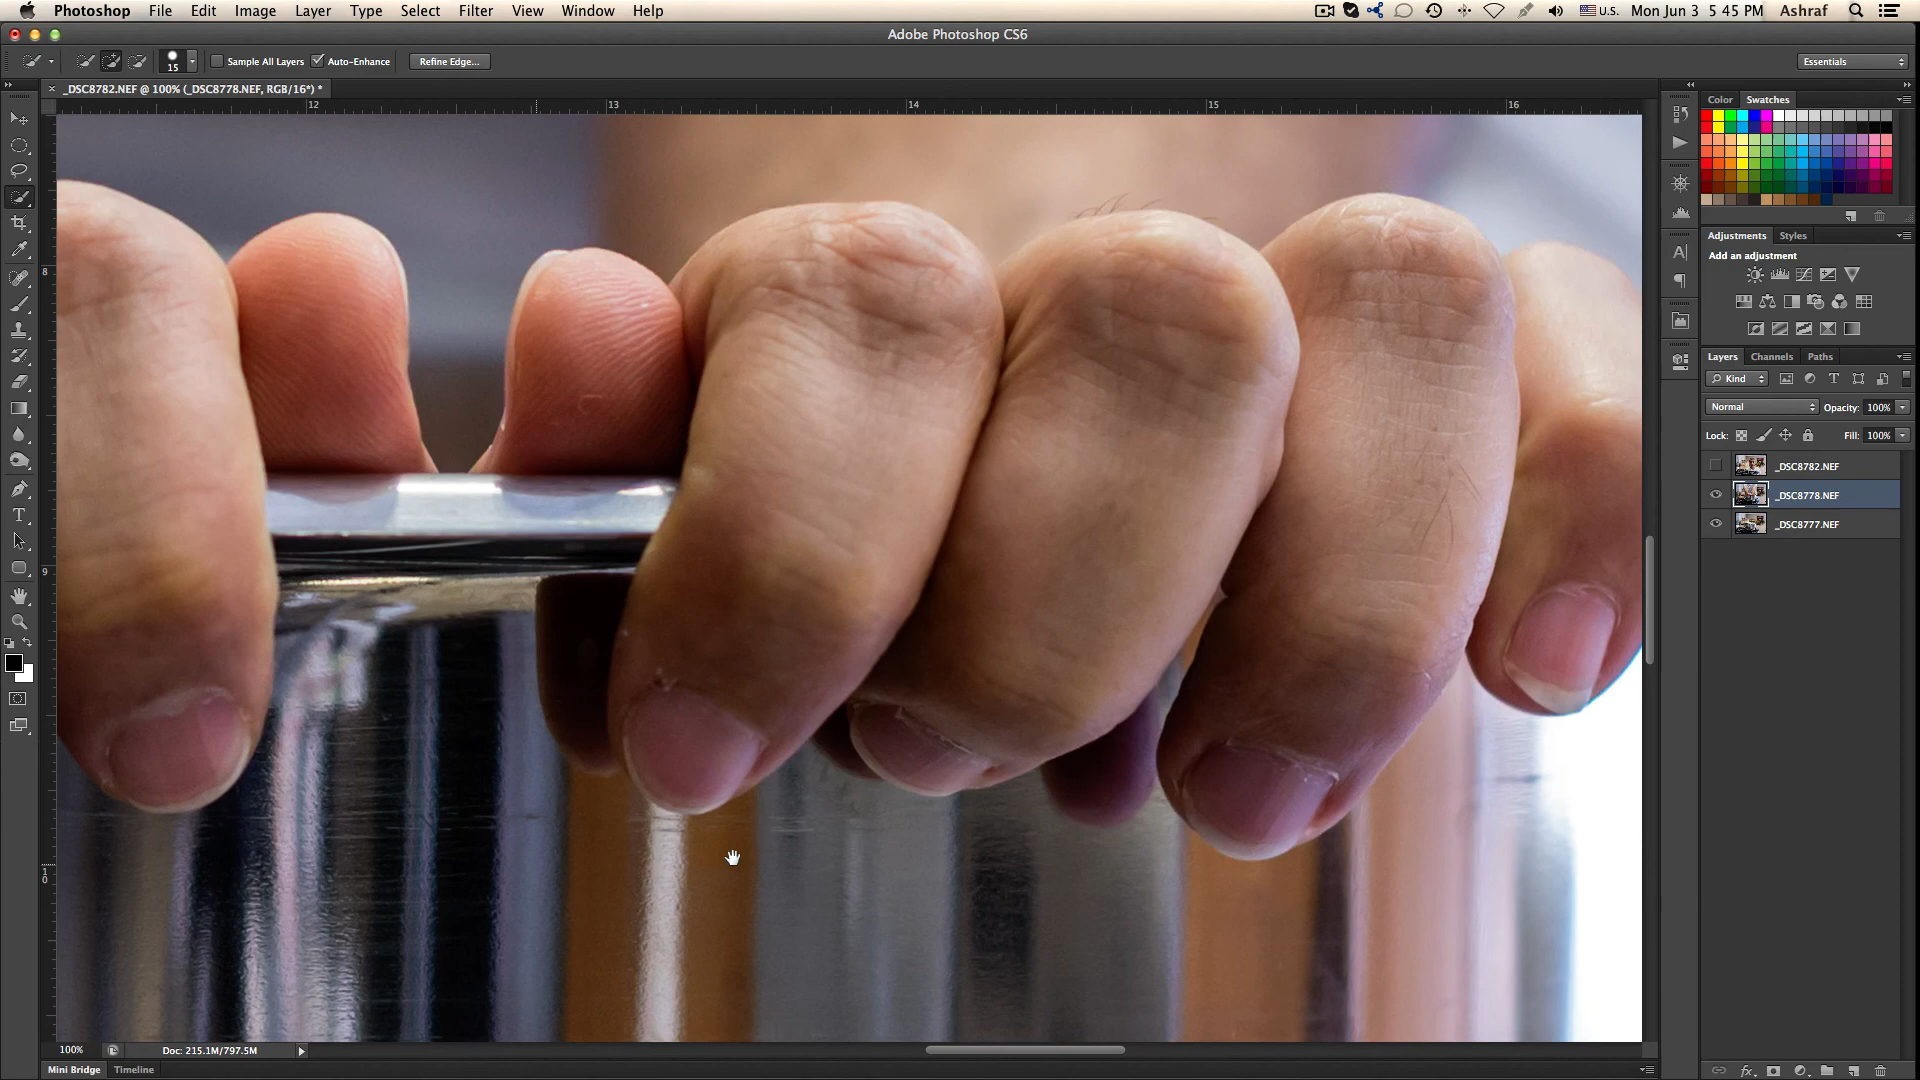 Photoshop File Edit Image Layer Type Select Filter View Window Help U.S. Mon Jun 3 5:45 PM Ashraf
Adobe Photoshop CS6
15 Sample All Layers Auto-Enhance Refine Edge... Essentials
_DSC8782.NEF @ 100% (_DSC8778.NEF, RGB/16*) *
12 13 14 15 16
8
9
10
Color Swatches
Adjustments Styles
Add an adjustment
Layers Channels Paths
Kind
Normal Opacity: 100%
Lock: Fill: 100%
_DSC8782.NEF
_DSC8778.NEF
_DSC8777.NEF
100% Doc: 215.1M/797.5M
Mini Bridge Timeline